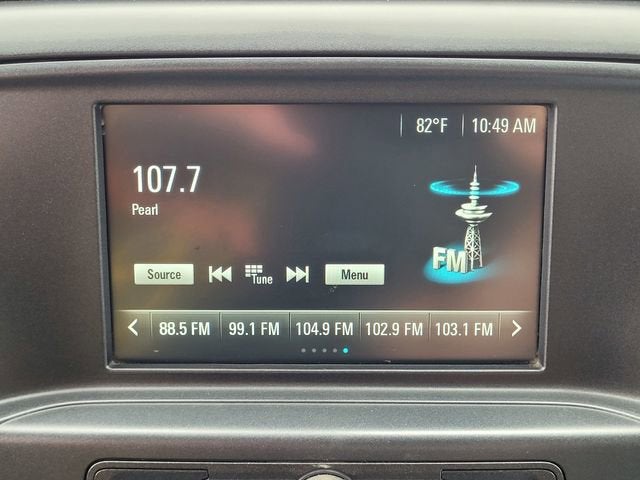 82°F 10:49 AM
107.7
Pearl
FM
Source Tune Menu
88.5 FM 99.1 FM 104.9 FM 102.9 FM 103.1 FM